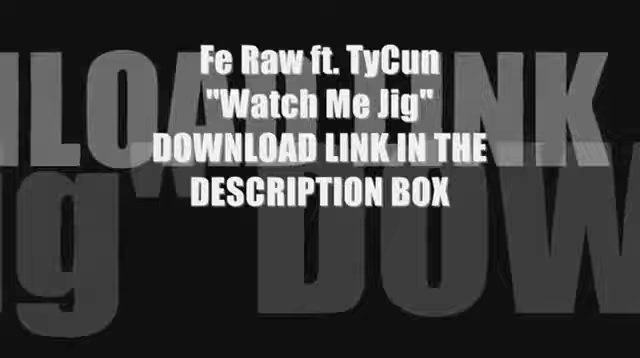 Fe Raw ft. TyCun
"Watch Me Jig"
DOWNLOAD LINK IN THE
DESCRIPTION BOX